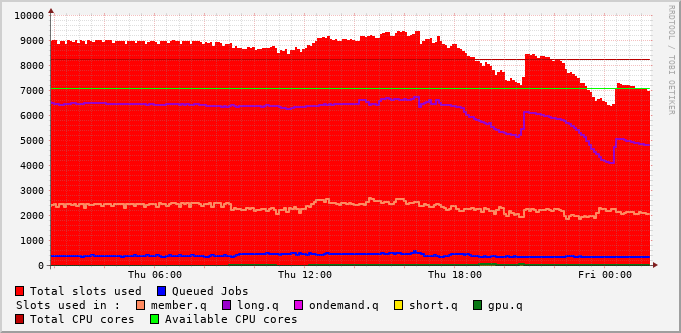 10000
9000
8000
7000
6000
5000
4000
3000
2000
1000
0
Thu 06:00 Thu 12:00 Thu 18:00 Fri 00:00
RRDTOOL / TOBI OETIKER
Total slots used Queued Jobs
Slots used in : member.q long.q ondemand.q short.q gpu.q
Total CPU cores Available CPU cores